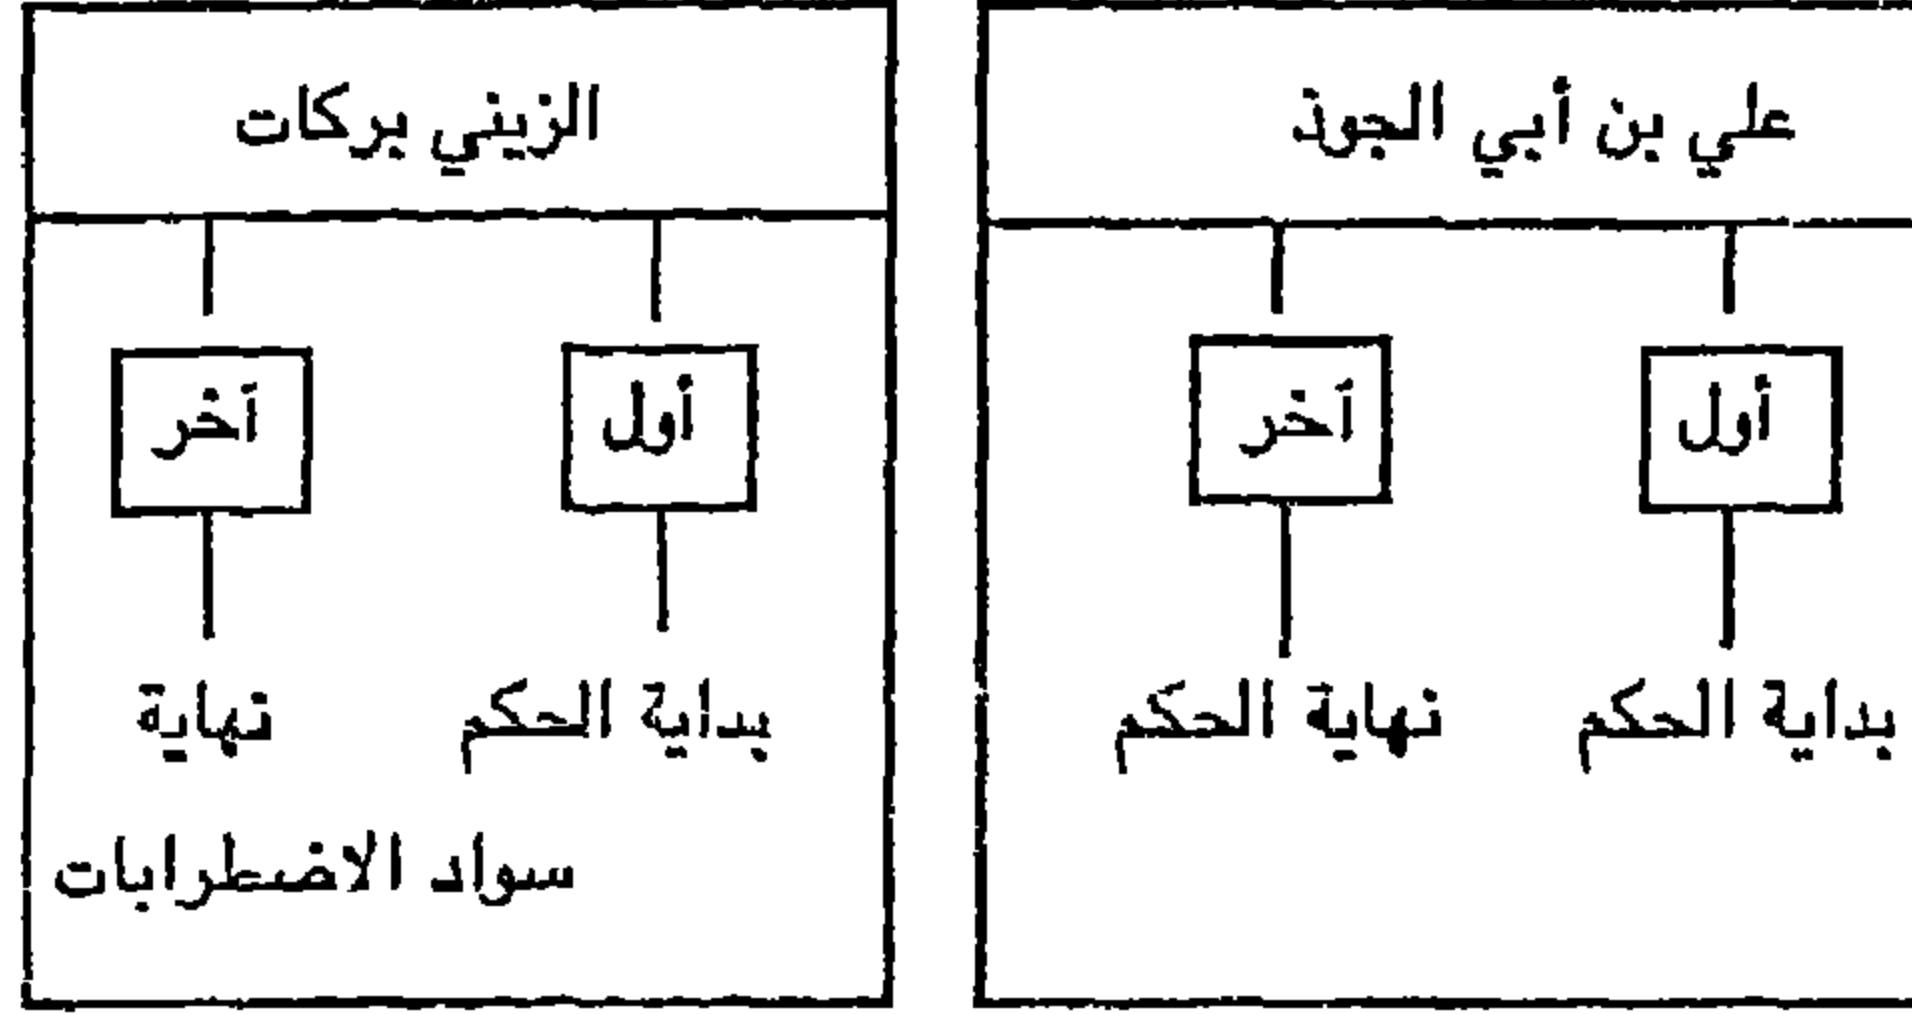 علي بن أبي الجوذ
أول
آخر
بداية الحكم
نهاية الحكم
الزيني بركات
أول
آخر
بداية الحكم
نهاية
سواد الاضطرابات